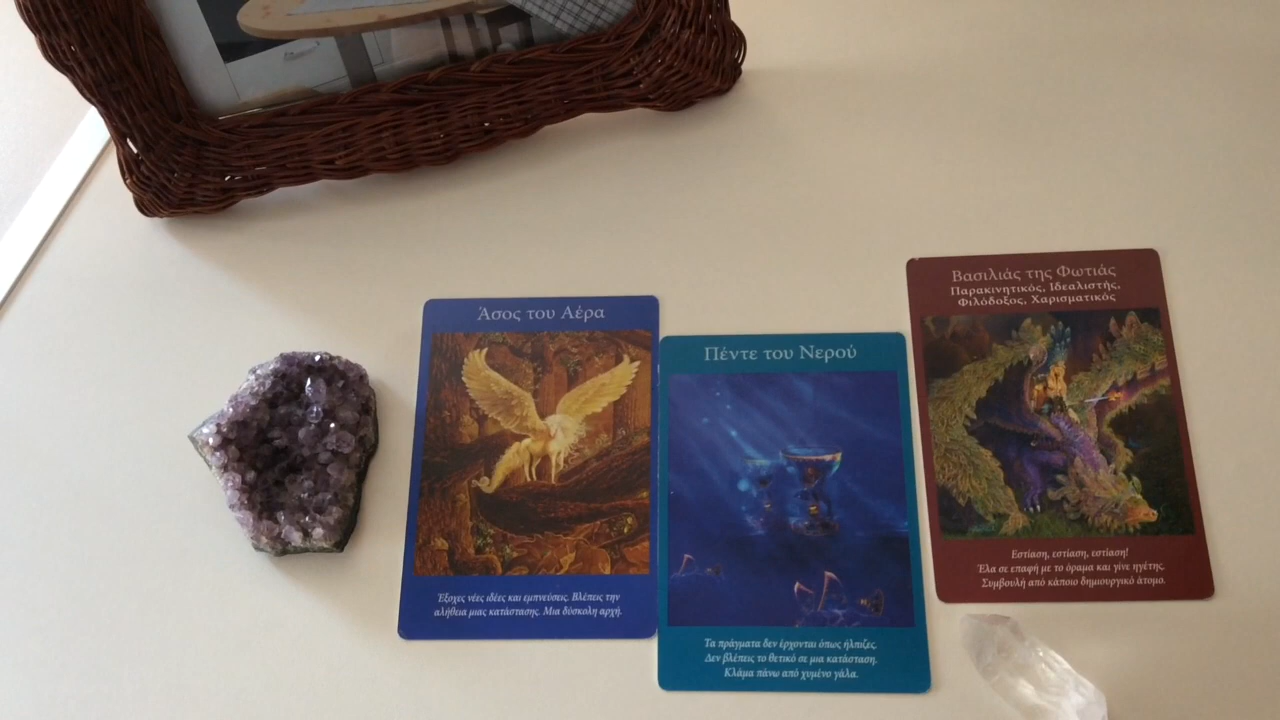 Άσος του Αέρα
Έξοχες νέες ιδέες και εμπνεύσεις. Βλέπεις την
αλήθεια μιας κατάστασης. Μια δύσκολη αρχή.
Πέντε του Νερού
Τα πράγματα δεν έρχονται όπως ήλπιζες.
Δεν βλέπεις το θετικό σε μια κατάσταση.
Κλάμα πάνω από χυμένο γάλα.
Βασιλιάς της Φωτιάς
Παρακινητικός, Ιδεαλιστής,
Φιλόδοξος, Χαρισματικός
Εστίαση, εστίαση, εστίαση!
Έλα σε επαφή με το όραμα και γίνε ηγέτης.
Συμβουλή από κάποιο δημιουργικό άτομο.